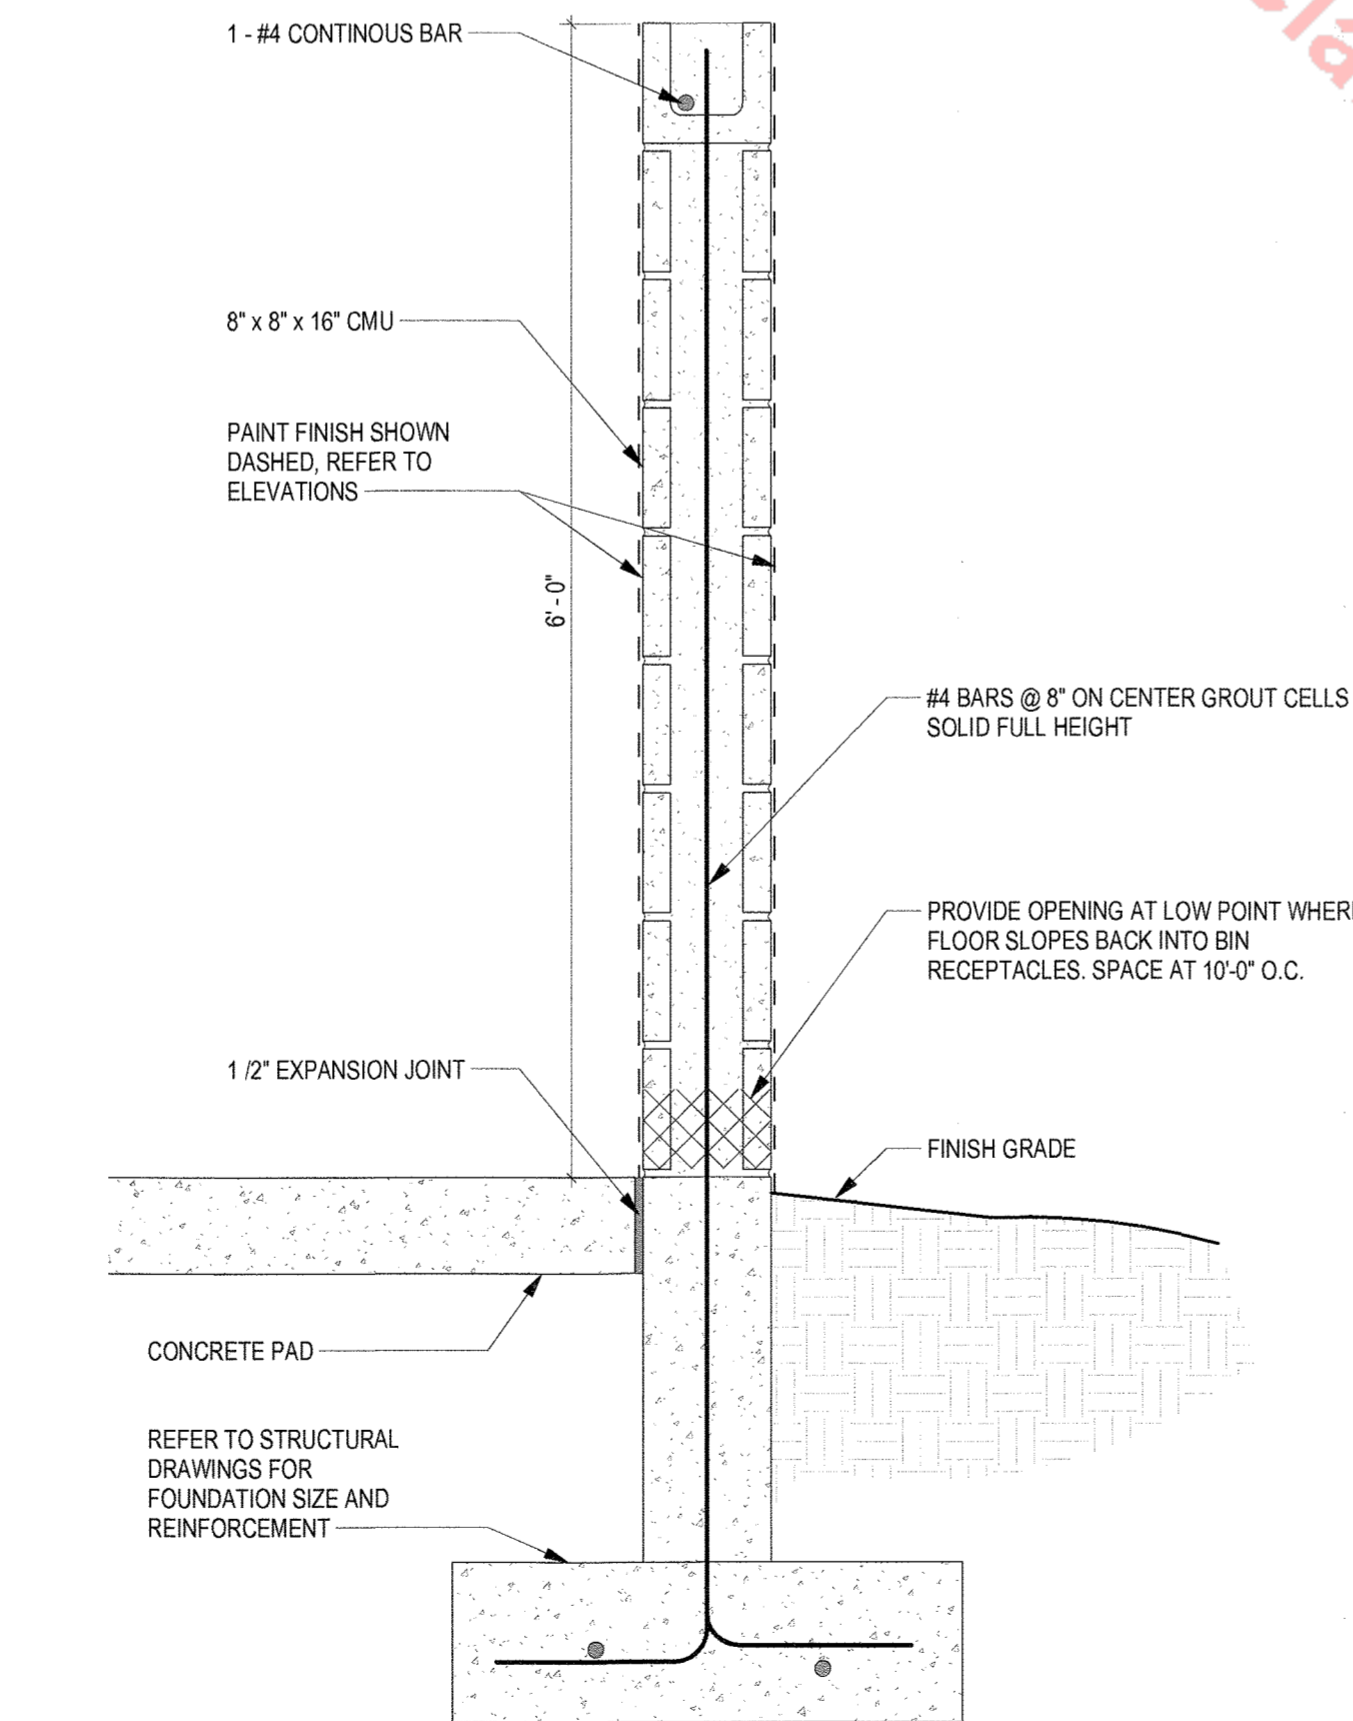 1 - #4 CONTINOUS BAR
8" x 8" x 16" CMU
PAINT FINISH SHOWN
DASHED, REFER TO
ELEVATIONS
6' - 0"
#4 BARS @ 8" ON CENTER GROUT CELLS
SOLID FULL HEIGHT
PROVIDE OPENING AT LOW POINT WHERE
FLOOR SLOPES BACK INTO BIN
RECEPTACLES. SPACE AT 10'-0" O.C.
1 /2" EXPANSION JOINT
FINISH GRADE
CONCRETE PAD
REFER TO STRUCTURAL
DRAWINGS FOR
FOUNDATION SIZE AND
REINFORCEMENT